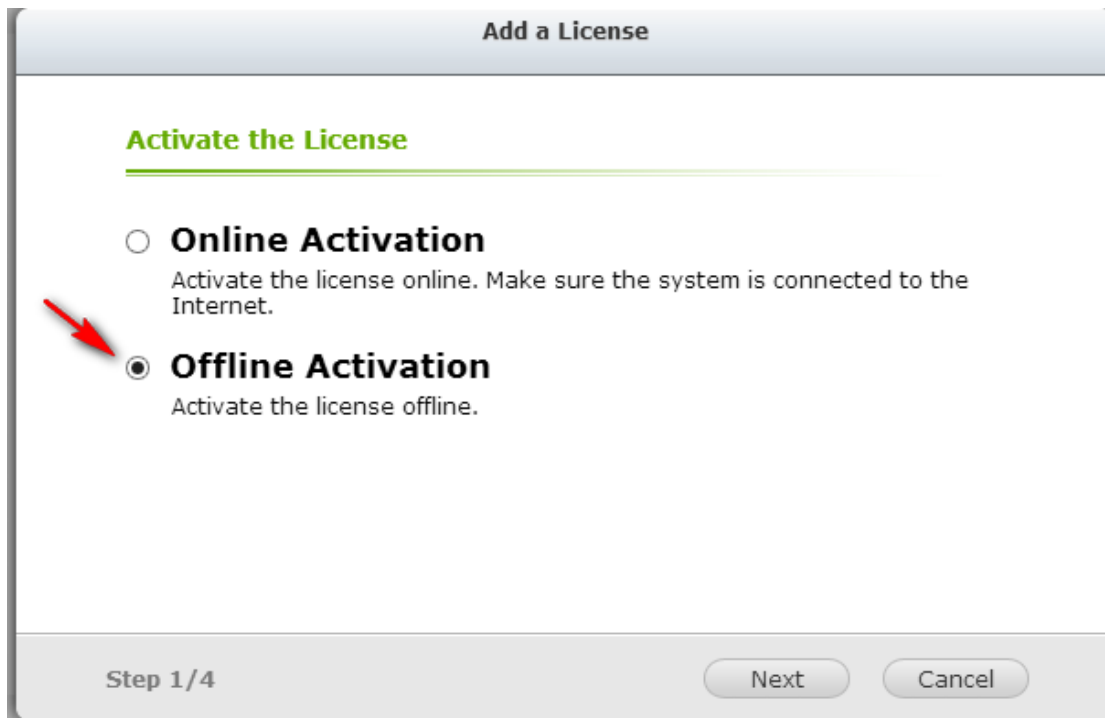 Add a License
Activate the License
Online Activation
Activate the license online. Make sure the system is connected to the
Internet.
Offline Activation
Activate the license offline.
Step 1/4
Next
Cancel